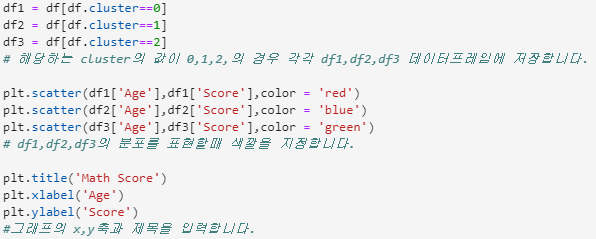 df1 = df[df.cluster==0]
df2 = df[df.cluster==1]
df3 = df[df.cluster==2]
# 해당하는 cluster의 값이 0,1,2,의 경우 각각 df1,df2,df3 데이터프레임에 저장합니다.
plt.scatter(df1['Age'],df1['Score'],color = 'red')
plt.scatter(df2['Age'],df2['Score'],color = 'blue')
plt.scatter(df3['Age'],df3['Score'],color = 'green')
# df1,df2,df3의 분포를 표현할때 색깔을 지정합니다.
plt.title('Math Score')
plt.xlabel('Age')
plt.ylabel('Score')
#그래프의 x,y축과 제목을 입력합니다.